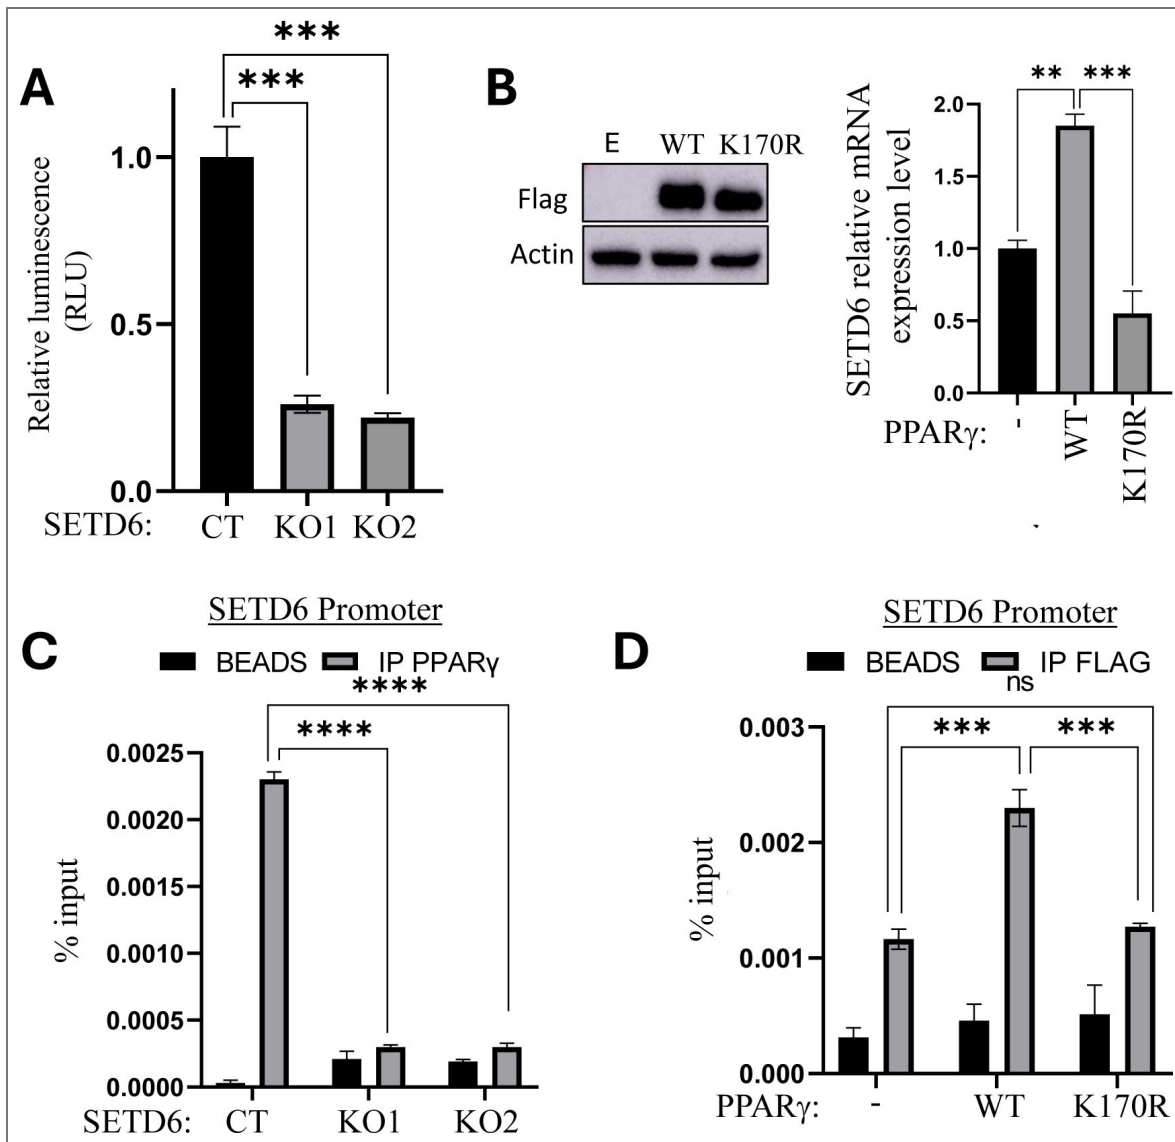 A
***
***
Relative luminescence
(RLU)
1.0
0.5
0.0
SETD6:
CT
KO1
KO2
B
E
WT
K170R
Flag
Actin
**
***
SETD6 relative mRNA
expression level
2.0
1.5
1.0
0.5
0.0
PPARγ:
-
WT
K170R
SETD6 Promoter
C
BEADS
IP PPARγ
****
****
% input
0.0025
0.0020
0.0015
0.0010
0.0005
0.0000
SETD6:
CT
KO1
KO2
SETD6 Promoter
D
BEADS
IP FLAG
ns
***
***
% input
0.003
0.002
0.001
0.000
PPARγ:
-
WT
K170R